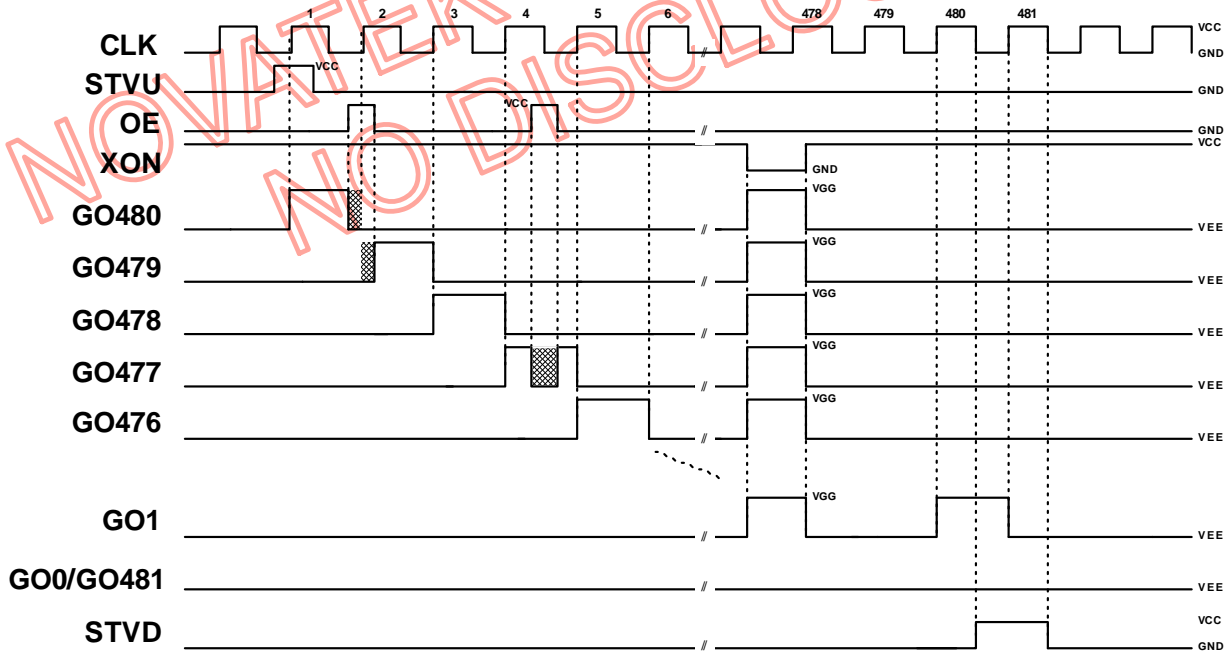 1 2 3 4 5 6 478 479 480 481
CLK VCC GND
STVU VCC GND
OE VCC GND
XON VCC GND
GO480 VGG VEE
GO479 VGG VEE
GO478 VGG VEE
GO477 VGG VEE
GO476 VGG VEE
GO1 VGG VEE
GO0/GO481 VEE
STVD VCC GND
NOVATEK
NO DISCLO